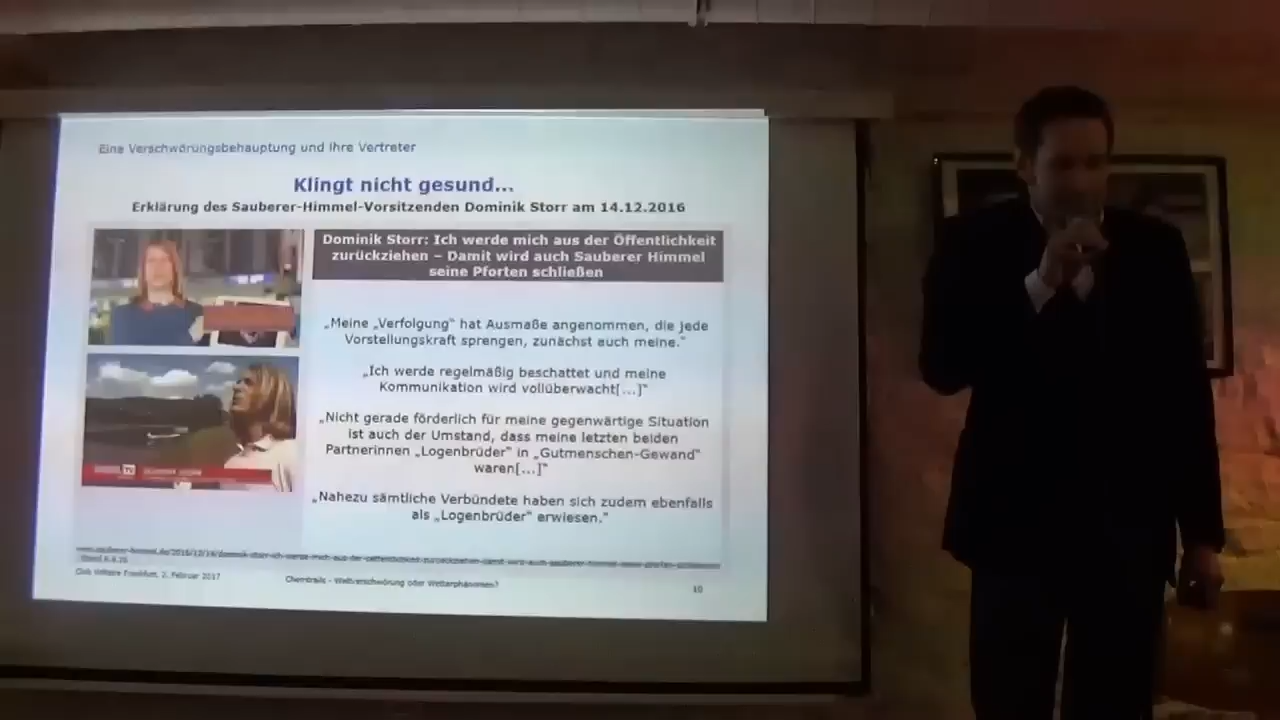 Eine Verschwörungsbehauptung und ihre Vertreter
Klingt nicht gesund...
Erklärung des Sauberer-Himmel-Vorsitzenden Dominik Storr am 14.12.2016
Dominik Storr: Ich werde mich aus der Öffentlichkeit
zurückziehen – Damit wird auch Sauberer Himmel
seine Pforten schließen
„Meine „Verfolgung“ hat Ausmaße angenommen, die jede
Vorstellungskraft sprengen, zunächst auch meine.“
„Ich werde regelmäßig beschattet und meine
Kommunikation wird vollüberwacht[...]“
„Nicht gerade förderlich für meine gegenwärtige Situation
ist auch der Umstand, dass meine letzten beiden
Partnerinnen „Logenbrüder“ in „Gutmenschen-Gewand“
waren[...]“
„Nahezu sämtliche Verbündete haben sich zudem ebenfalls
als „Logenbrüder“ erwiesen.“
Club Voltaire Frankfurt, 2. Februar 2017
Chemtrails - Weltverschwörung oder Wetterphänomen?
10